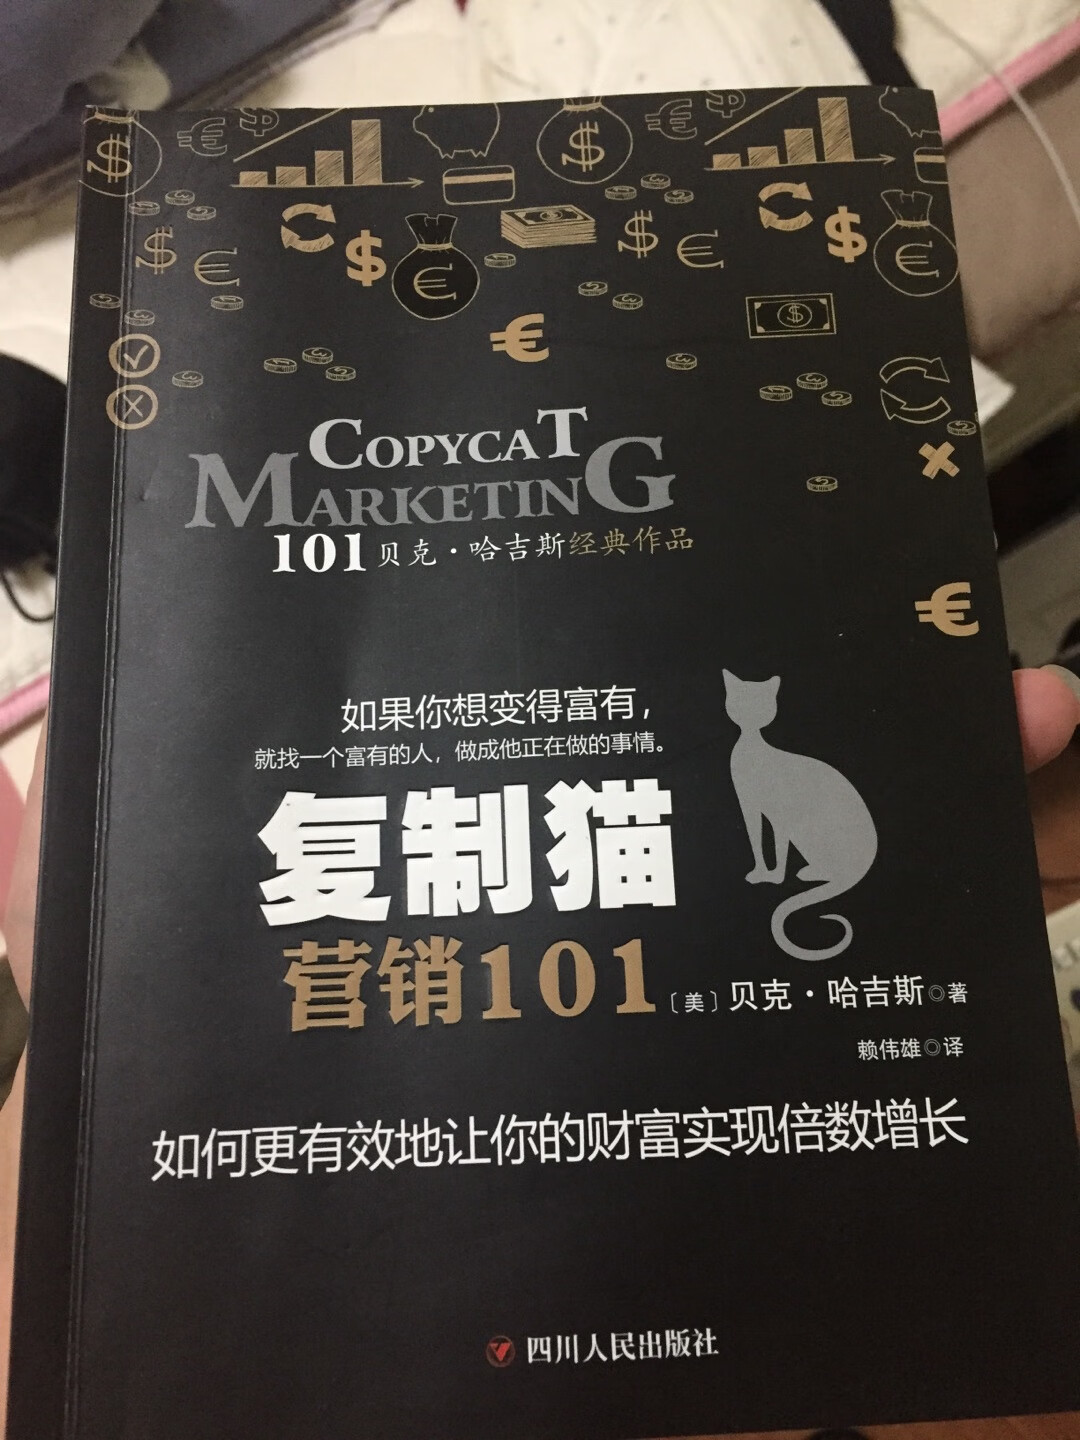 COPYCAT
MARKETING
101 贝克·哈吉斯经典作品
如果你想变得富有，
就找一个富有的人，做成他正在做的事情。
复制猫
营销101
〔美〕贝克·哈吉斯◎著
赖伟雄◎译
如何更有效地让你的财富实现倍数增长
四川人民出版社